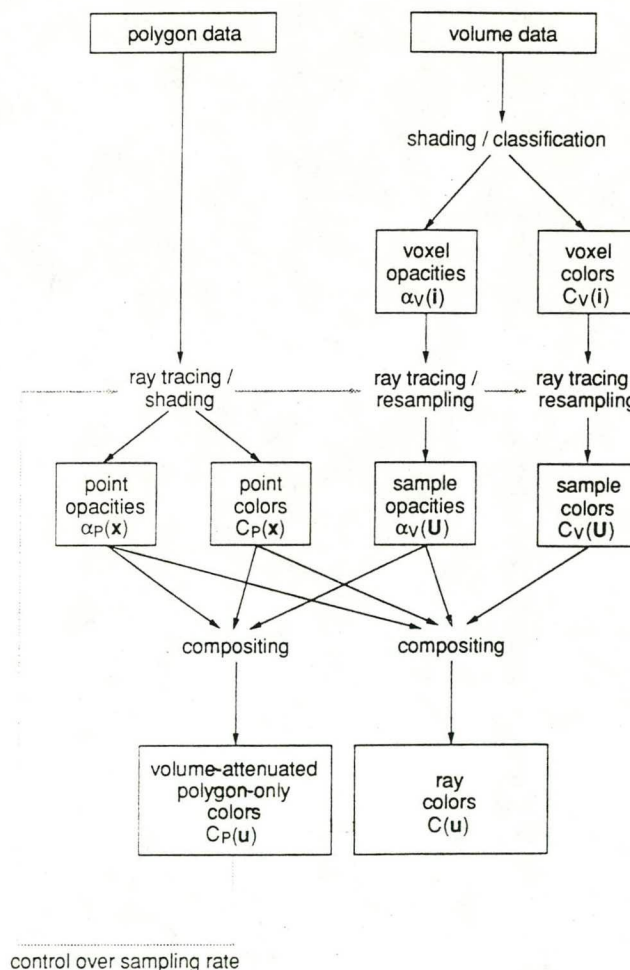 polygon data
volume data
shading / classification
voxel
opacities
αV(i)
voxel
colors
CV(i)
ray tracing /
shading
ray tracing /
resampling
ray tracing
resampling
point
opacities
αP(x)
point
colors
CP(x)
sample
opacities
αV(U)
sample
colors
CV(U)
compositing
compositing
volume-attenuated
polygon-only
colors
CP(u)
ray
colors
C(u)
control over sampling rate